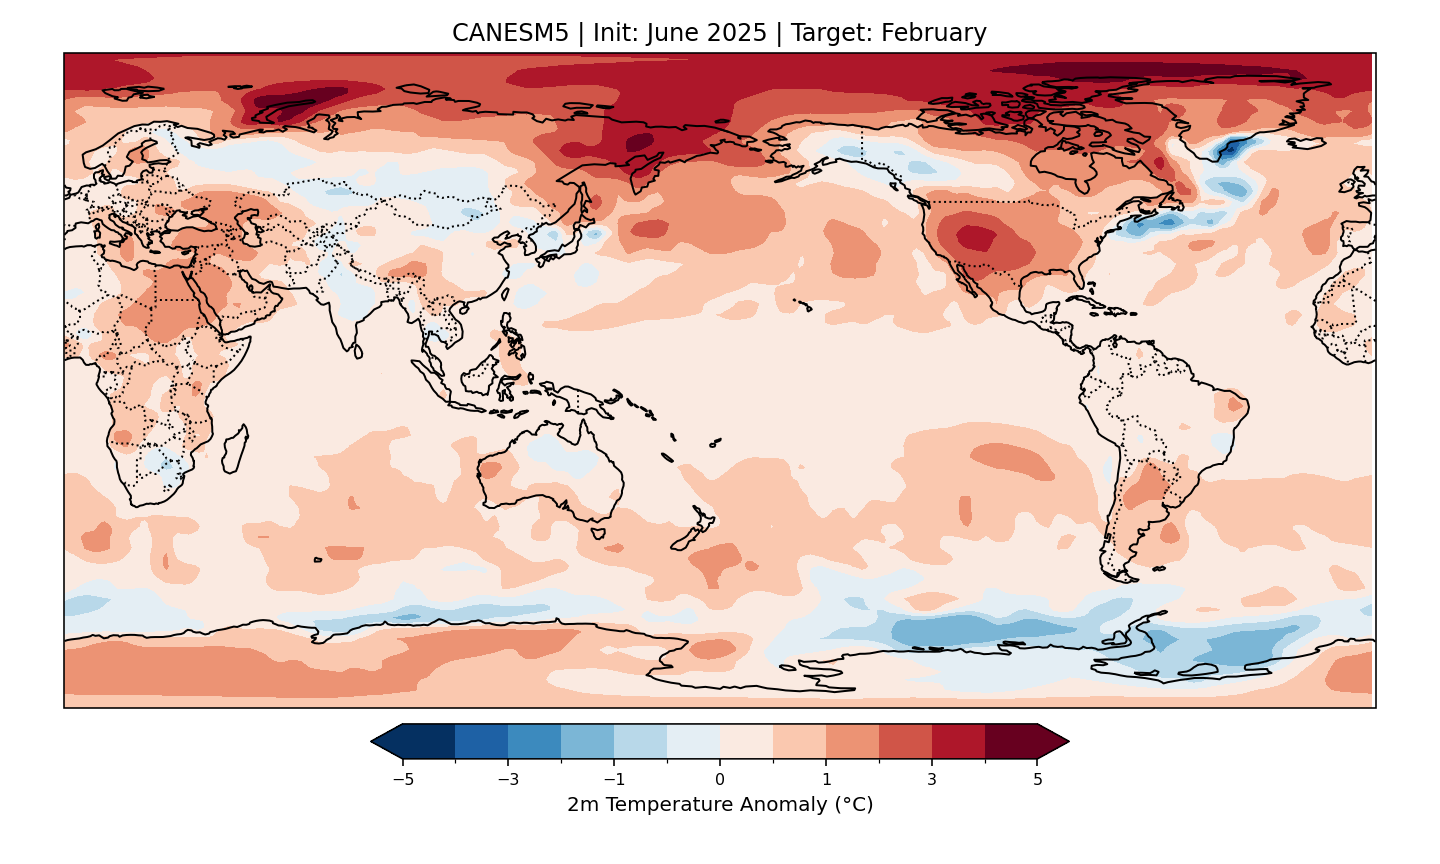 CANESM5 | Init: June 2025 | Target: February
−5 −3 −1 0 1 3 5
2m Temperature Anomaly (°C)